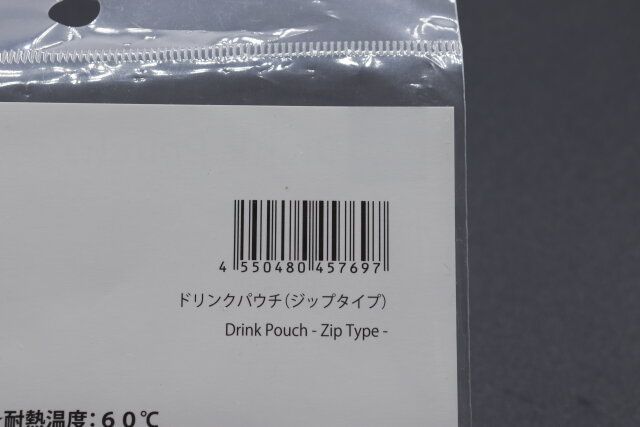 4 550480 457697
ドリンクパウチ(ジップタイプ)
Drink Pouch - Zip Type -
耐熱温度:６０℃